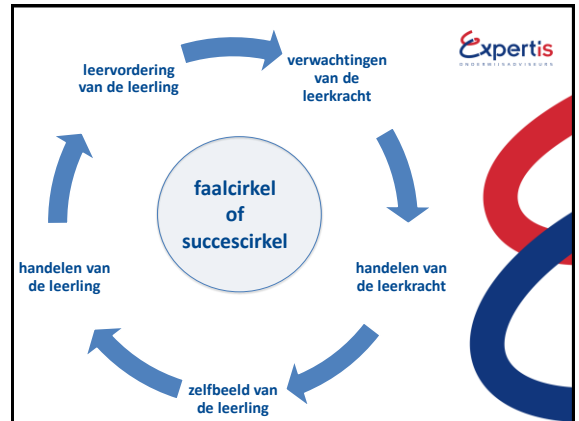 Expertis
ONDERWIJSADVISEURS
verwachtingen
van de
leerkracht
leervordering
van de leerling
faalcirkel
of
succescirkel
handelen van
de leerling
handelen van
de leerkracht
zelfbeeld van
de leerling